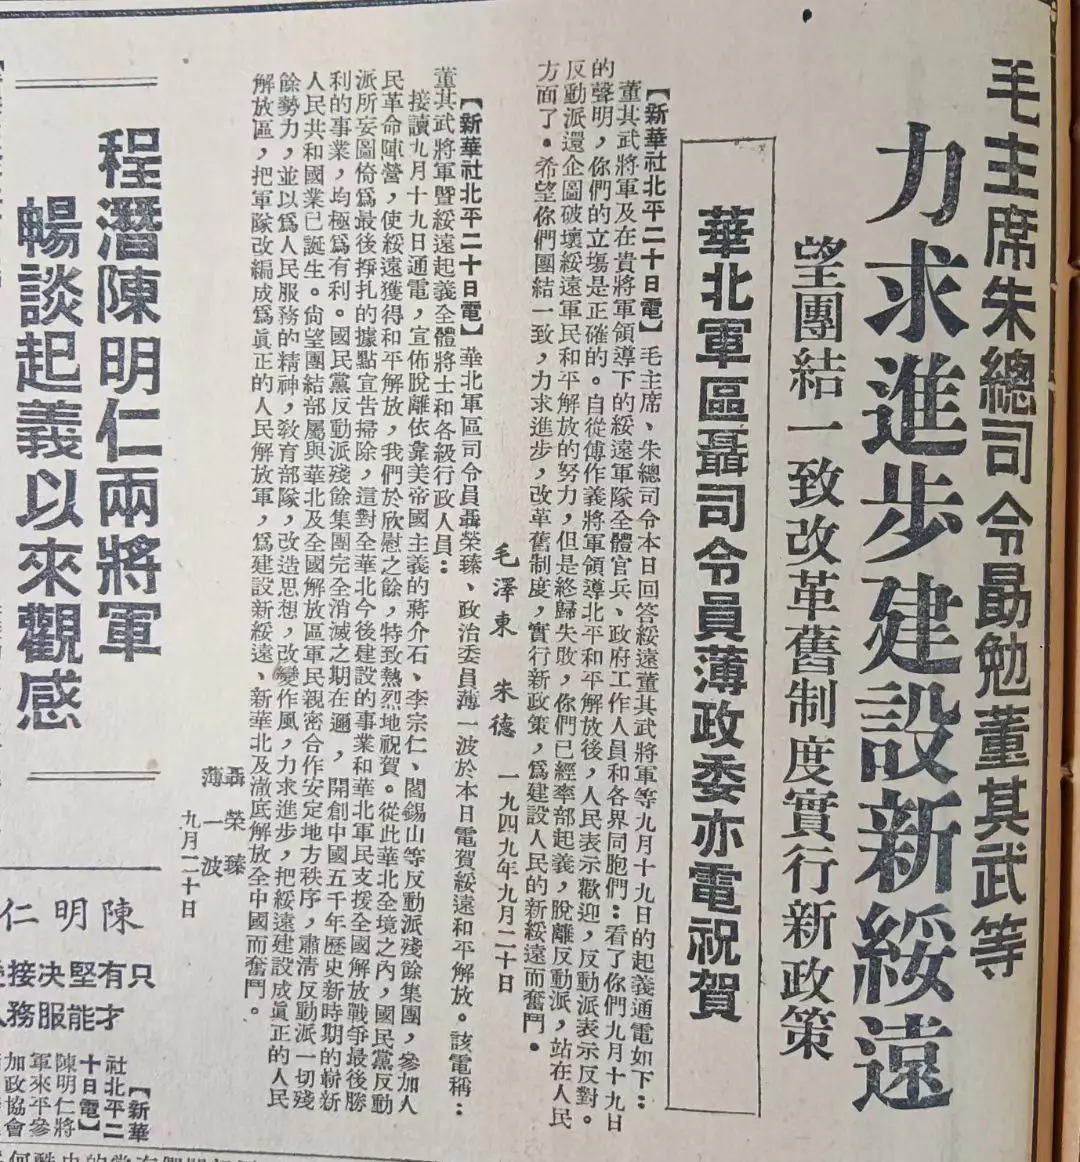 毛主席朱總司令勗勉董其武等
力求進步建設新綏遠
望團結一致改革舊制度實行新政策
華北軍區聶司令員薄政委亦電祝賀
【新華社北平二十日電】毛主席、朱總司令本日回答綏遠董其武將軍等九月十九日的起義通電如下：
董其武將軍及在貴將軍領導下的綏遠軍隊全體官兵、政府工作人員和各界同胞們：看了你們九月十九日
的聲明，你們的立場是正確的。自從傅作義將軍領導北平和平解放後，人民表示歡迎，反動派表示反對。
反動派還企圖破壞綏遠軍民和平解放的努力，但是終歸失敗，你們已經率部起義，脫離反動派，站在人民
方面了。希望你們團結一致，力求進步，改革舊制度，實行新政策，爲建設人民的新綏遠而奮鬥。
毛澤東　朱德　一九四九年九月二十日
【新華社北平二十日電】華北軍區司令員聶榮臻、政治委員薄一波於本日電賀綏遠和平解放。該電稱：
董其武將軍暨綏遠起義全體將士和各級行政人員：
接讀九月十九日通電，宣佈脫離依靠美帝國主義的蔣介石、李宗仁、閻錫山等反動派殘餘集團，參加人
民革命陣營，使綏遠獲得和平解放，我們於欣慰之餘，特致熱烈地祝賀。從此華北全境之內，國民黨反動
派所妄圖倚爲最後掙扎的據點宣告掃除，這對全華北今後建設的事業和華北軍民支援全國解放戰爭最後勝
利的事業，均極爲有利。國民黨反動派殘餘集團完全消滅之期在邇，開創中國五千年歷史新時期的嶄新
人民共和國業已誕生。尙望團結部屬與華北及全國解放區軍民親密合作安定地方秩序，肅清反動派一切殘
餘勢力，並以爲人民服務的精神，敎育部隊，改造思想，改變作風，力求進步，把綏遠建設成眞正的人民
解放區，把軍隊改編成爲眞正的人民解放軍，爲建設新綏遠、新華北及澈底解放全中國而奮鬥。
聶榮臻
薄一波
九月二十日
程潛陳明仁兩將軍
暢談起義以來觀感
陳明仁
只有堅决接
才能服務
【新華
社北平二
十日電】
陳明仁將
軍來平參
加政協會